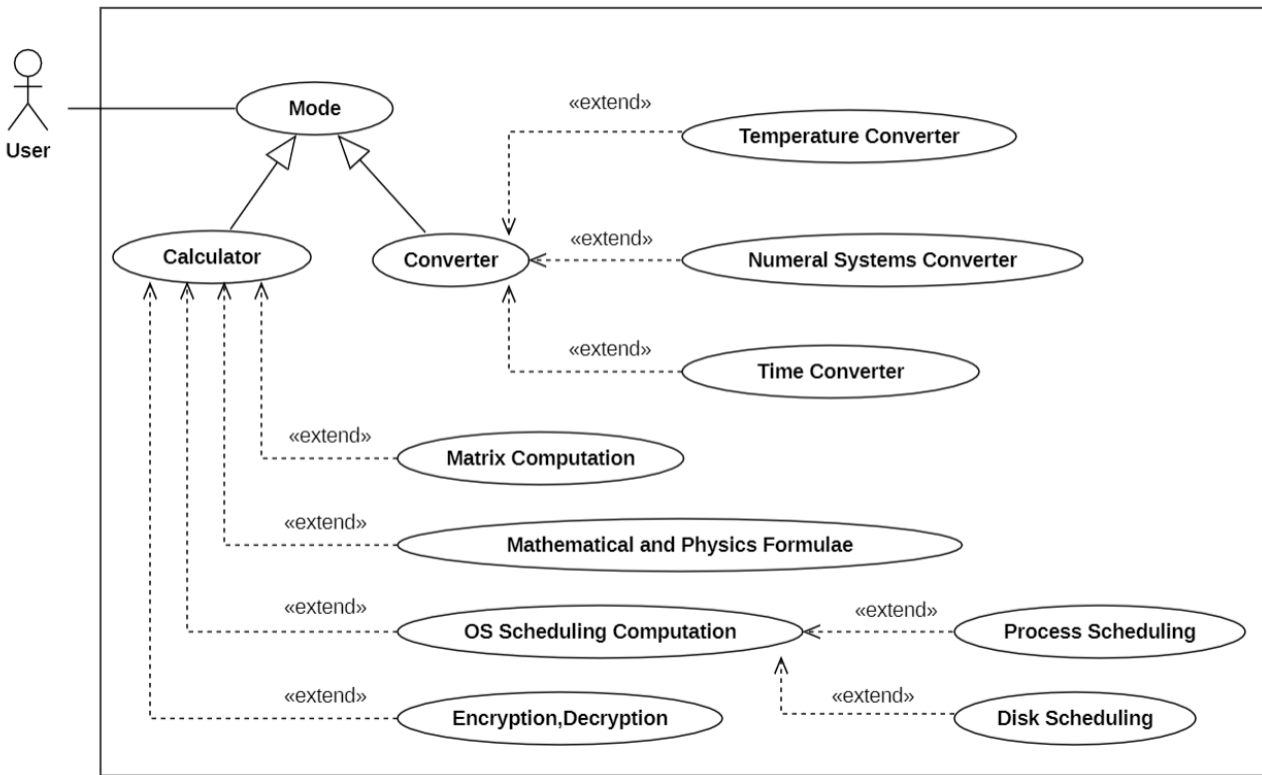 Mode
«extend»
Temperature Converter
User
Calculator
Converter
«extend»
Numeral Systems Converter
«extend»
Time Converter
«extend»
Matrix Computation
«extend»
Mathematical and Physics Formulae
«extend»
OS Scheduling Computation
«extend»
Process Scheduling
«extend»
Encryption,Decryption
«extend»
Disk Scheduling